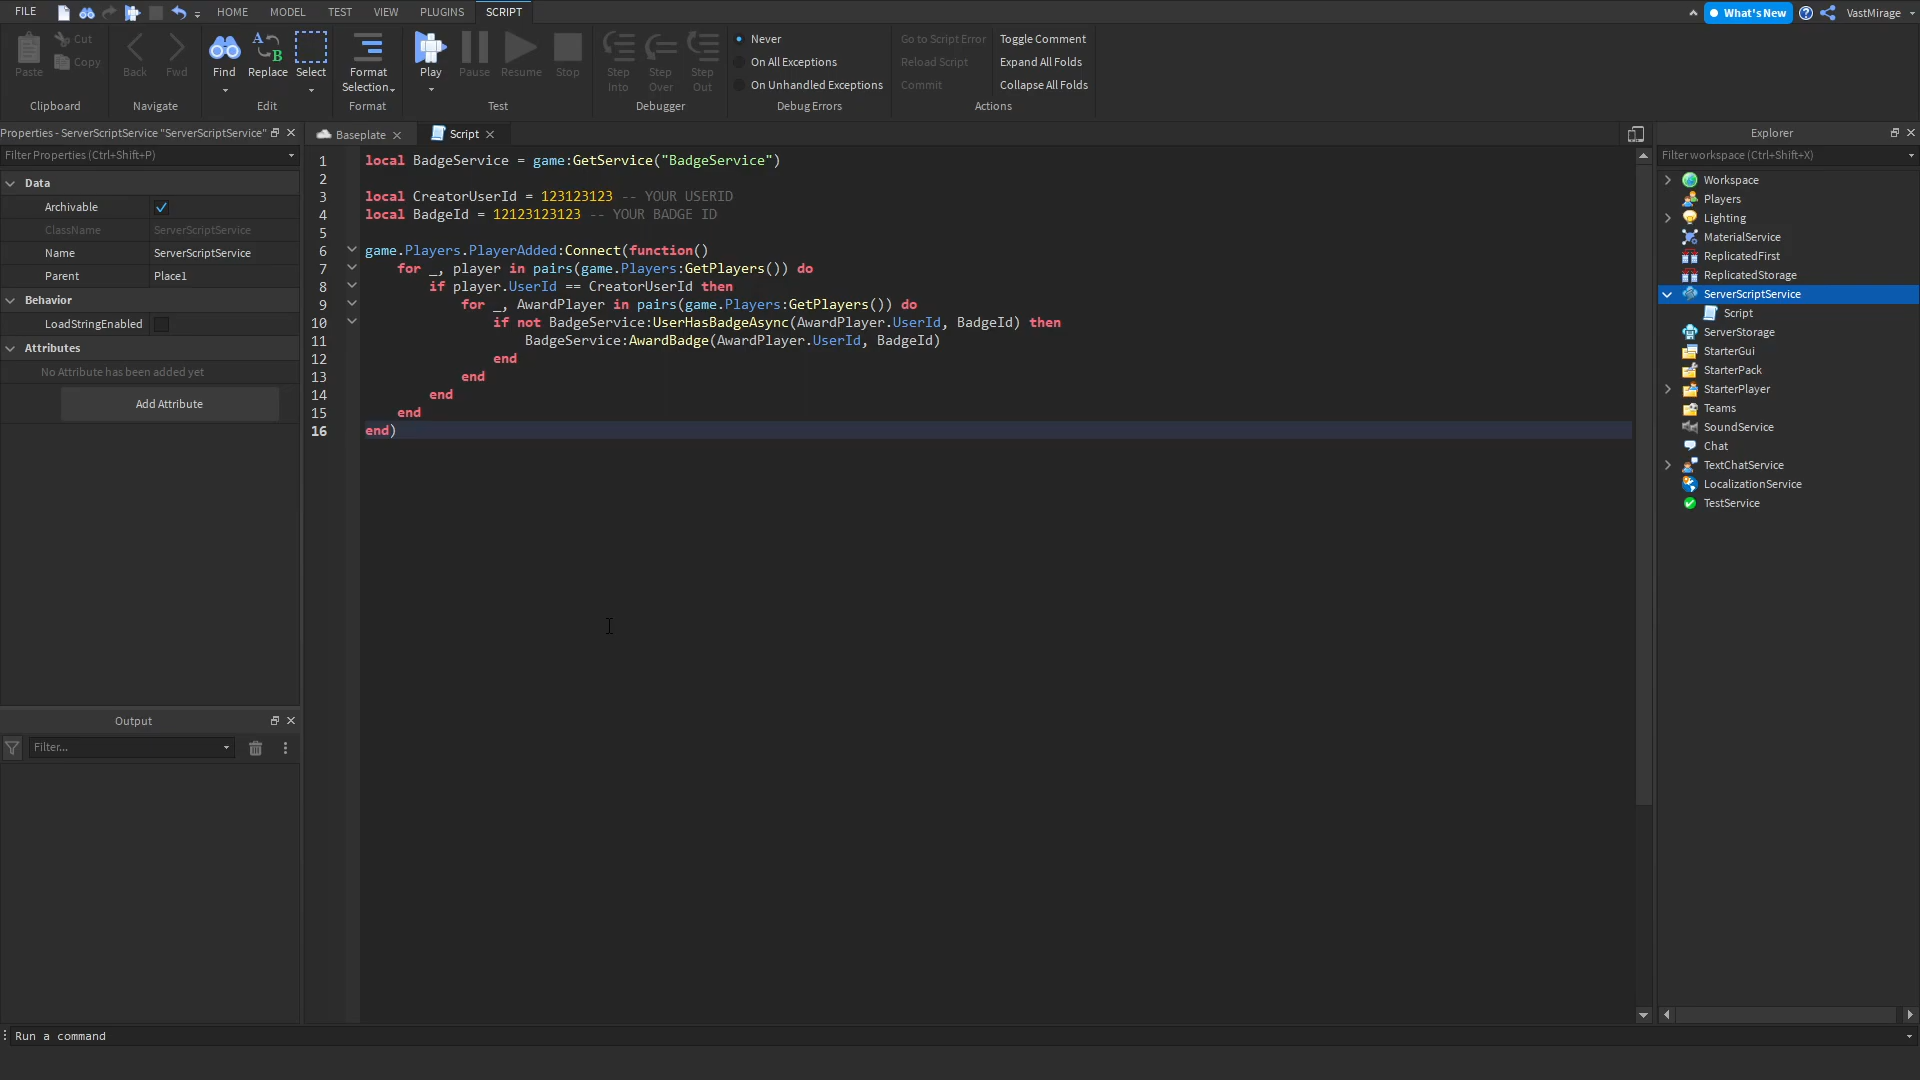 FILE HOME MODEL TEST VIEW PLUGINS SCRIPT What's New VastMirage
Paste Cut Copy Back Fwd Find Replace Select Format Selection Play Pause Resume Stop Step Into Step Over Step Out
Never
On All Exceptions
On Unhandled Exceptions
Go to Script Error
Reload Script
Commit
Toggle Comment
Expand All Folds
Collapse All Folds
Clipboard Navigate Edit Format Test Debugger Debug Errors Actions
Properties - ServerScriptService "ServerScriptService"
Filter Properties (Ctrl+Shift+P)
Data
Archivable
ClassName ServerScriptService
Name ServerScriptService
Parent Place1
Behavior
LoadStringEnabled
Attributes
No Attribute has been added yet
Add Attribute
Output
Filter...
Baseplate Script
1 local BadgeService = game:GetService("BadgeService")
2
3 local CreatorUserId = 123123123 -- YOUR USERID
4 local BadgeId = 12123123123 -- YOUR BADGE ID
5
6 game.Players.PlayerAdded:Connect(function()
7 for _, player in pairs(game.Players:GetPlayers()) do
8 if player.UserId == CreatorUserId then
9 for _, AwardPlayer in pairs(game.Players:GetPlayers()) do
10 if not BadgeService:UserHasBadgeAsync(AwardPlayer.UserId, BadgeId) then
11 BadgeService:AwardBadge(AwardPlayer.UserId, BadgeId)
12 end
13 end
14 end
15 end
16 end)
Explorer
Filter workspace (Ctrl+Shift+X)
Workspace
Players
Lighting
MaterialService
ReplicatedFirst
ReplicatedStorage
ServerScriptService
Script
ServerStorage
StarterGui
StarterPack
StarterPlayer
Teams
SoundService
Chat
TextChatService
LocalizationService
TestService
Run a command